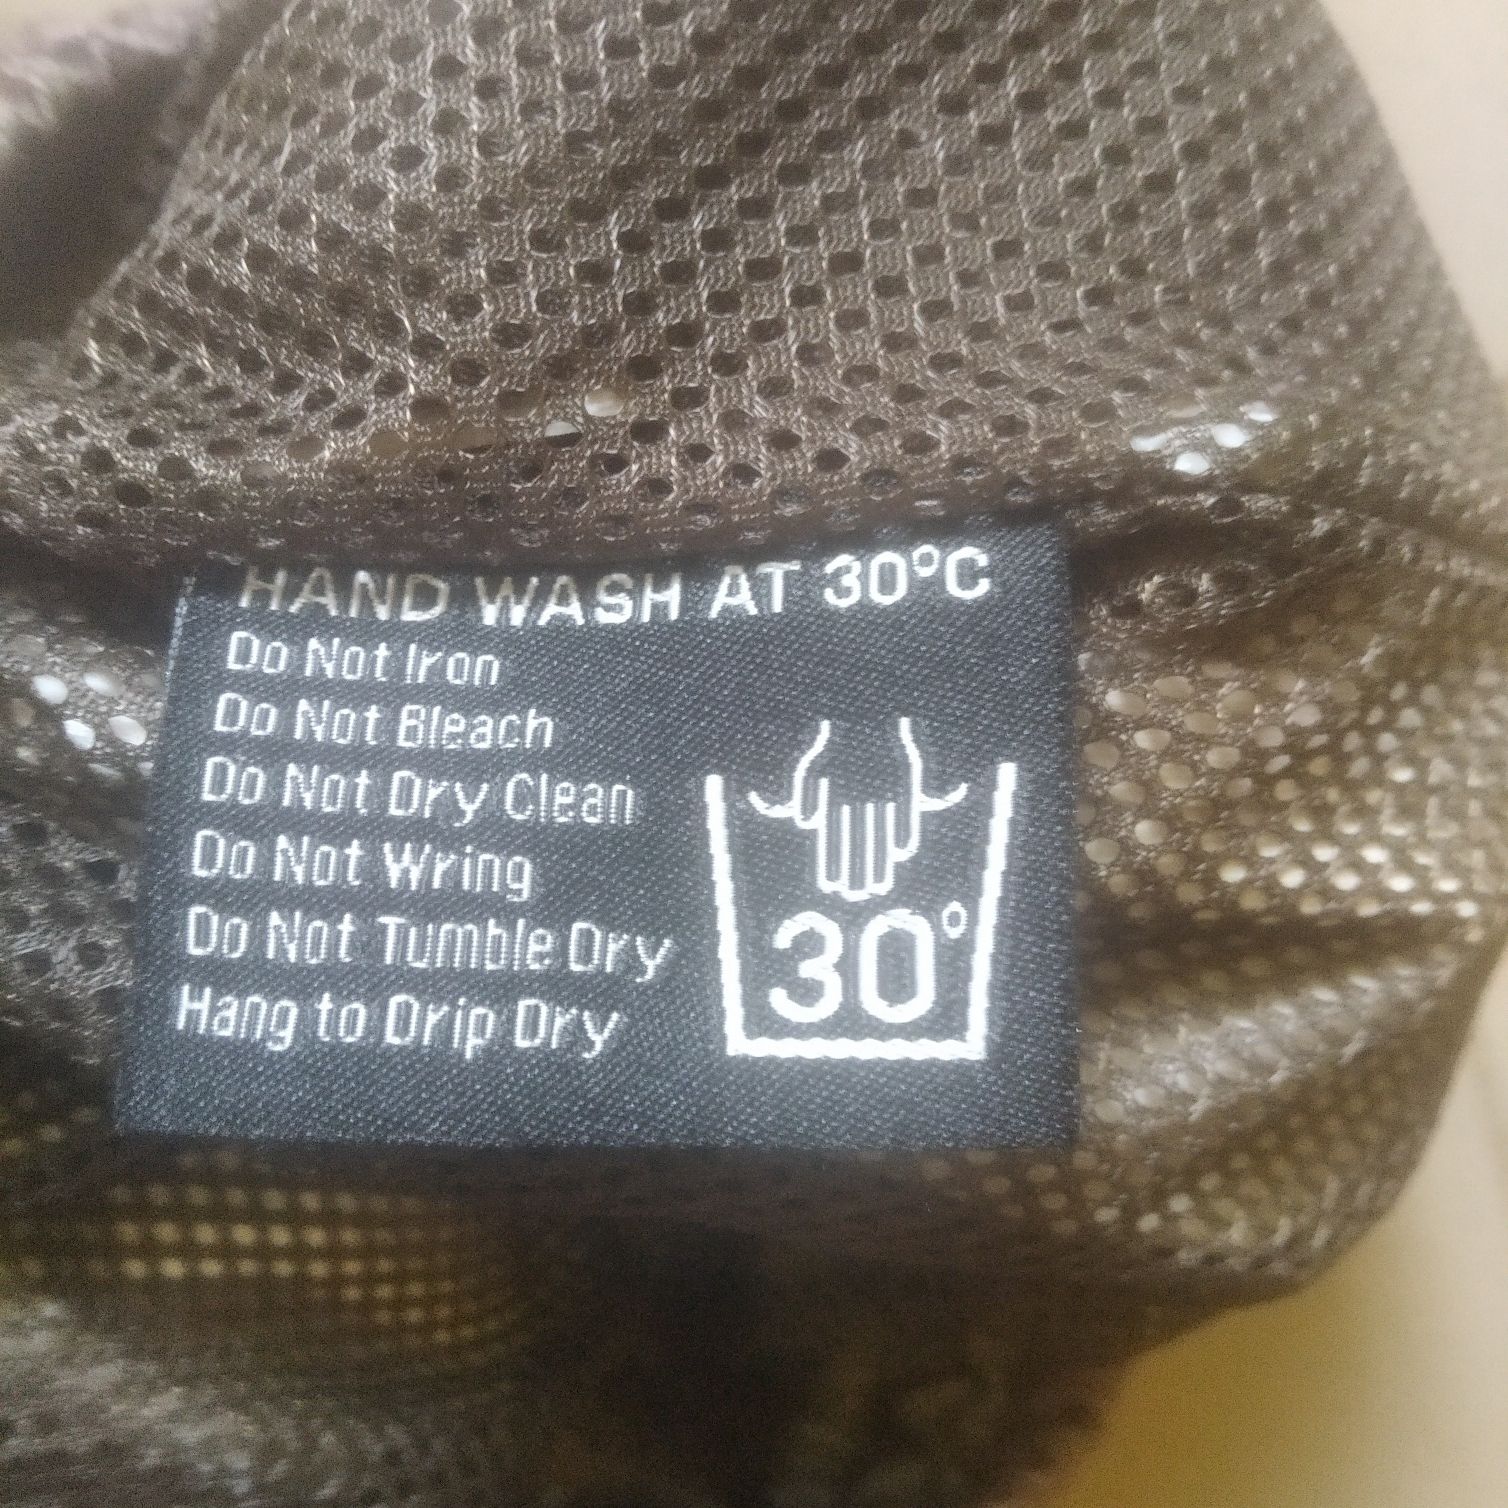 HAND WASH AT 30°C
Do Not Iron
Do Not Bleach
Do Not Dry Clean
Do Not Wring
Do Not Tumble Dry
Hang to Drip Dry
30°